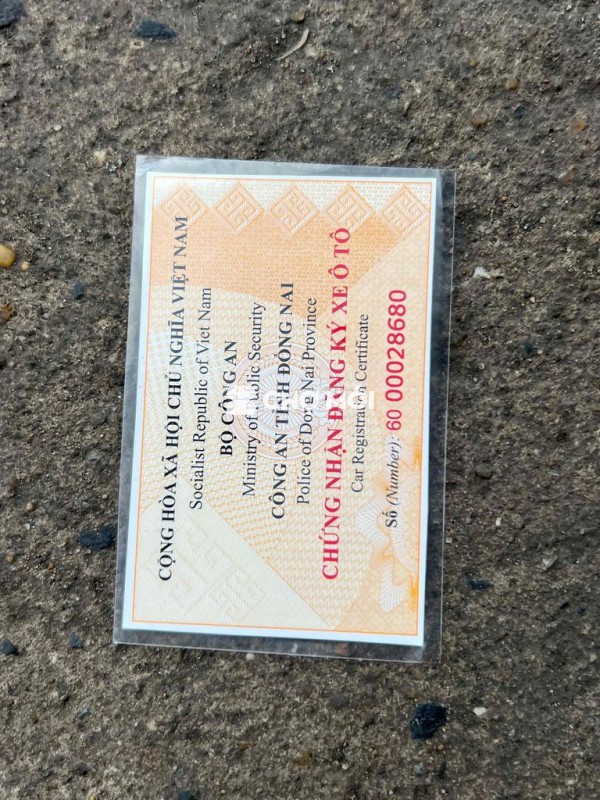 CỘNG HÒA XÃ HỘI CHỦ NGHĨA VIỆT NAM
Socialist Republic of Viet Nam
BỘ CÔNG AN
Ministry of Public Security
CÔNG AN TỈNH ĐỒNG NAI
Police of Dong Nai Province
CHỨNG NHẬN ĐĂNG KÝ XE Ô TÔ
Car Registration Certificate
Số (Number): 60 00028680
CHỢ TỐT